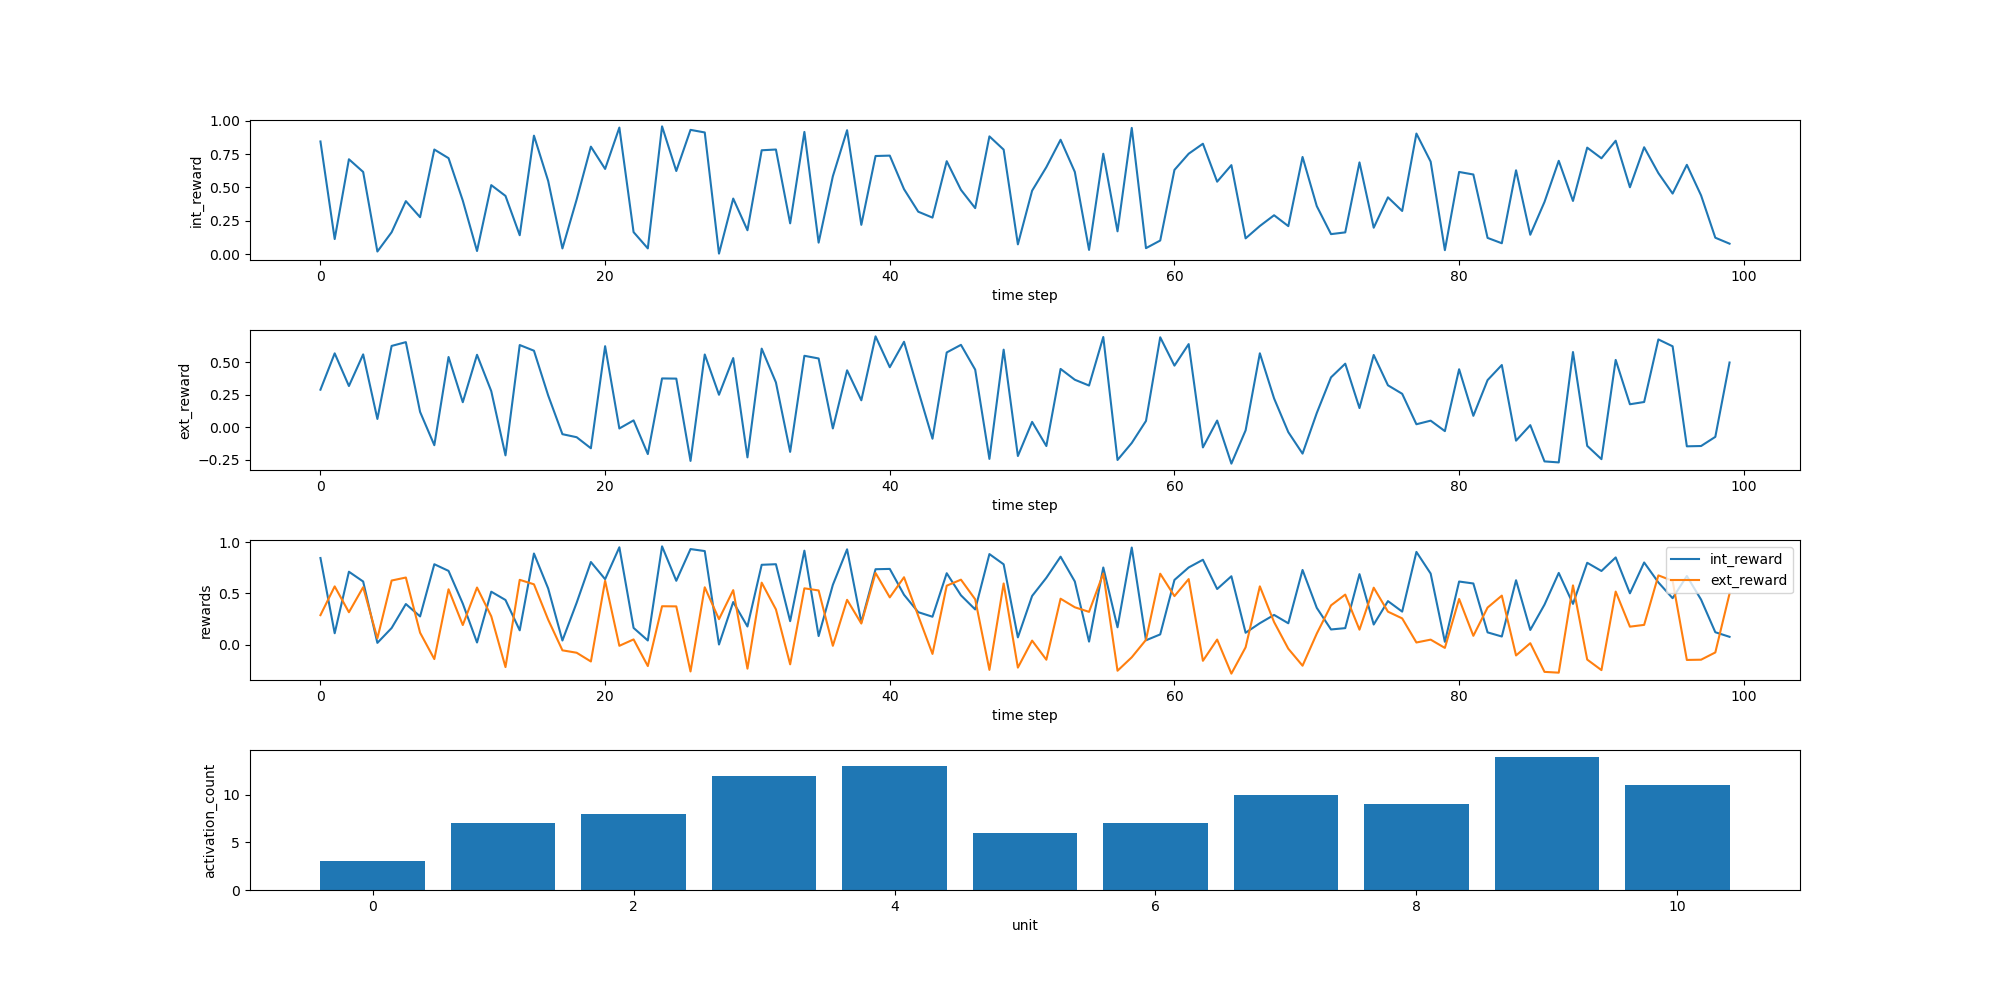 int_reward
1.00
0.75
0.50
0.25
0.00
0 20 40 60 80 100
time step
ext_reward
0.50
0.25
0.00
−0.25
0 20 40 60 80 100
time step
rewards
1.0
0.5
0.0
int_reward
ext_reward
0 20 40 60 80 100
time step
activation_count
10
5
0
0 2 4 6 8 10
unit